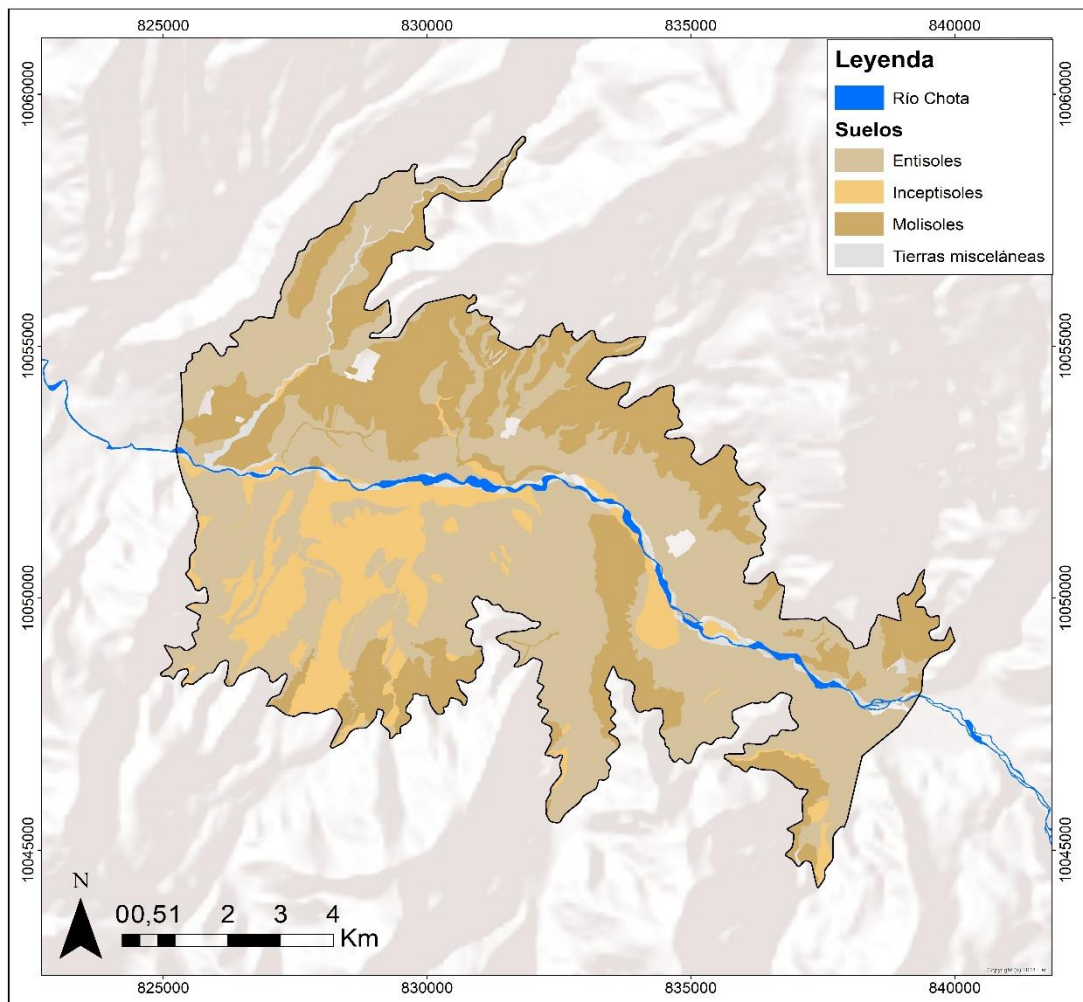 825000 830000 835000 840000
Leyenda
Río Chota
Suelos
Entisoles
Inceptisoles
Molisoles
Tierras misceláneas
10060000 10060000
10055000 10055000
10050000 10050000
10045000 10045000
N
00,51 2 3 4
Km
825000 830000 835000 840000